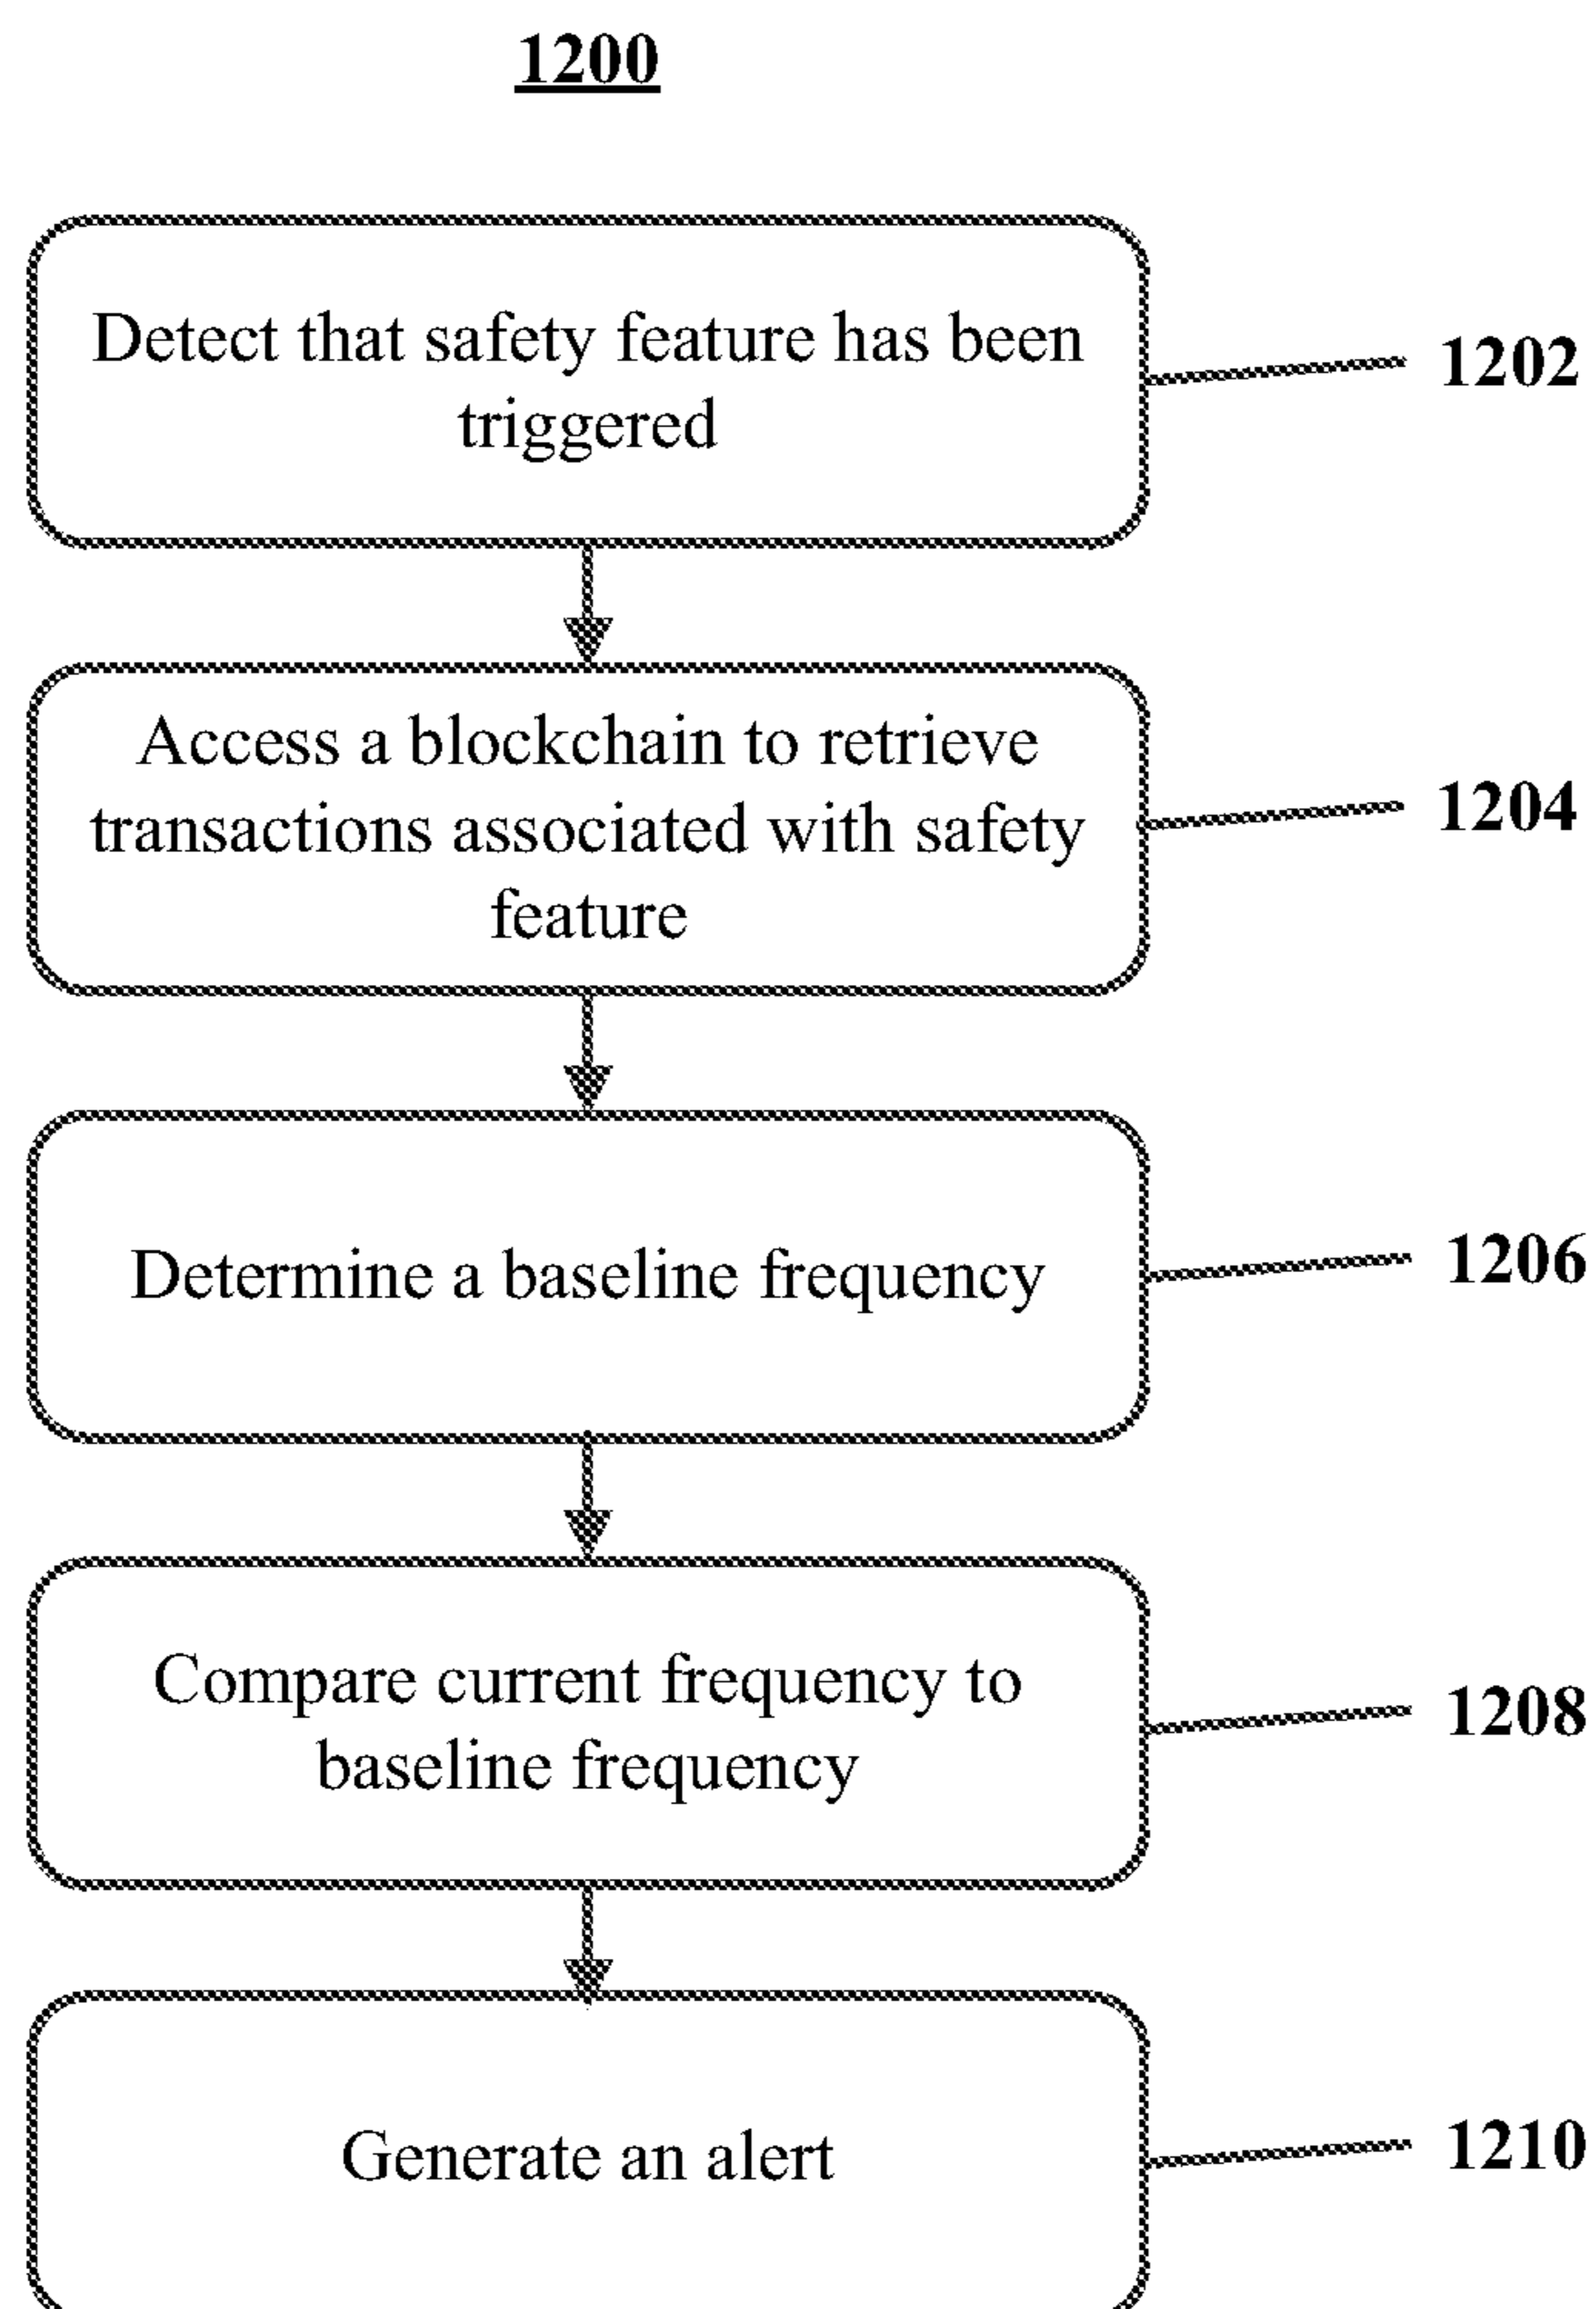 1200
Detect that safety feature has been
triggered
1202
Access a blockchain to retrieve
transactions associated with safety
feature
1204
Determine a baseline frequency
1206
Compare current frequency to
baseline frequency
1208
Generate an alert
1210